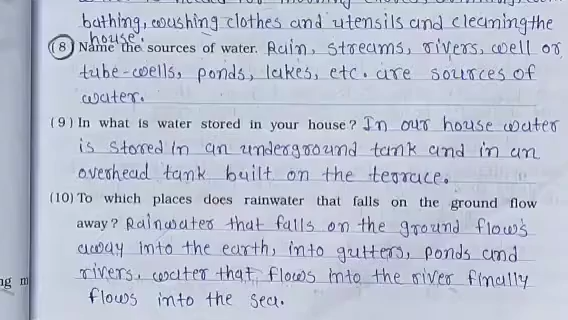 bathing, washing clothes and utensils and cleaning the
house.
(8) Name the sources of water. Rain, streams, rivers, well or
tube-wells, ponds, lakes, etc. are sources of
water.
(9) In what is water stored in your house? In our house water
is stored in an underground tank and in an
overhead tank built on the terrace.
(10) To which places does rainwater that falls on the ground flow
away? Rainwater that falls on the ground flows
away into the earth, into gutters, ponds and
rivers, water that flows into the river finally
flows into the sea.